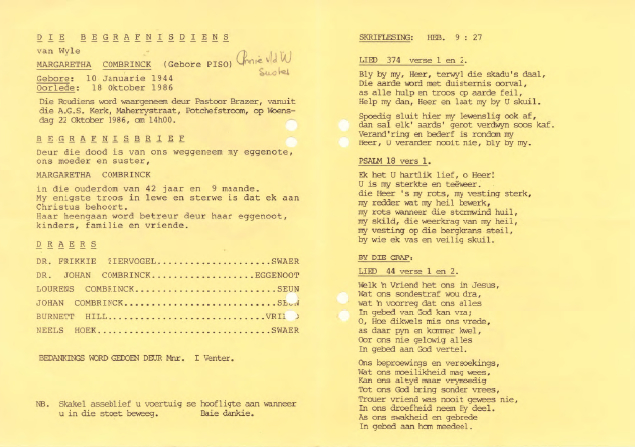 DIE BEGRAFNISDIENS
van Wyle
MARGARETHA COMBRINCK (Gebore PISO)
Gebore: 10 Januarie 1944
Oorlede: 18 Oktober 1986
Die Roudiens word waargeneem deur Pastoor Brazer, vanuit
die A.G.S. Kerk, Maherrystraat, Potchefstroom, op Woens-
dag 22 Oktober 1986, om 14h00.
BEGRAFNISBRIEF
Deur die dood is van ons weggeneem my eggenote,
ons moeder en suster,
MARGARETHA COMBRINCK
in die ouderdom van 42 jaar en 9 maande.
My enigste troos in lewe en sterwe is dat ek aan
Christus behoort.
Haar heengaan word betreur deur haar eggenoot,
kinders, familie en vriende.
DRAERS
DR. FRIKKIE PIERVOGEL....................SWAER
DR. JOHAN COMBRINCK..................EGGENOOT
LOURENS COMBRINCK.......................SEUN
JOHAN COMBRINCK.........................SEUN
BURNETT HILL.........................VRIEND
NEELS HOEK.............................SWAER
BEDANKINGS WORD GEDOEN DEUR Mnr. I Venter.
NB. Skakel asseblief u voertuig se hoofligte aan wanneer
u in die stoet beweeg. Baie dankie.
SKRIFLESING: HEB. 9 : 27
LIED 374 verse 1 en 2.
Bly by my, Heer, terwyl die skadu's daal,
Die aarde word met duisternis oorval,
as alle hulp en troos op aarde feil,
Help my dan, Heer en laat my by U skuil.
Spoedig sluit hier my lewenslig ook af,
dan sal elk' aards' gerot verdwyn soos kaf.
Verand'ring en bederf is rondom my
Heer, U verander nooit nie, bly by my.
PSALM 18 vers 1.
Ek het U hartlik lief, o Heer!
U is my sterkte en teëweer.
die Heer 's my rots, my vesting sterk,
my redder wat my heil bewerk,
my rots wanneer die stormwind huil,
my skild, die weerkrag van my heil,
my vesting op die bergkrans steil,
by wie ek vas en veilig skuil.
BY DIE GRAF:
LIED 44 verse 1 en 2.
Welk 'n Vriend het ons in Jesus,
Wat ons sondestraf wou dra,
wat 'n voorreg dat ons alles
In gebed van God kan vra;
O, Hoe dikwels mis ons vrede,
as daar pyn en kommer kwel,
Oor ons nie gelowig alles
In gebed aan God vertel.
Ons beproewings en versoekings,
Wat ons moeilikheid mag wees,
Kan ons altyd maar vrymoedig
Tot ons God bring sonder vrees,
Trouer vriend was nooit gewees nie,
In ons droefheid neem Hy deel.
As ons swakheid en gebrede
In gebed aan hom meedeel.